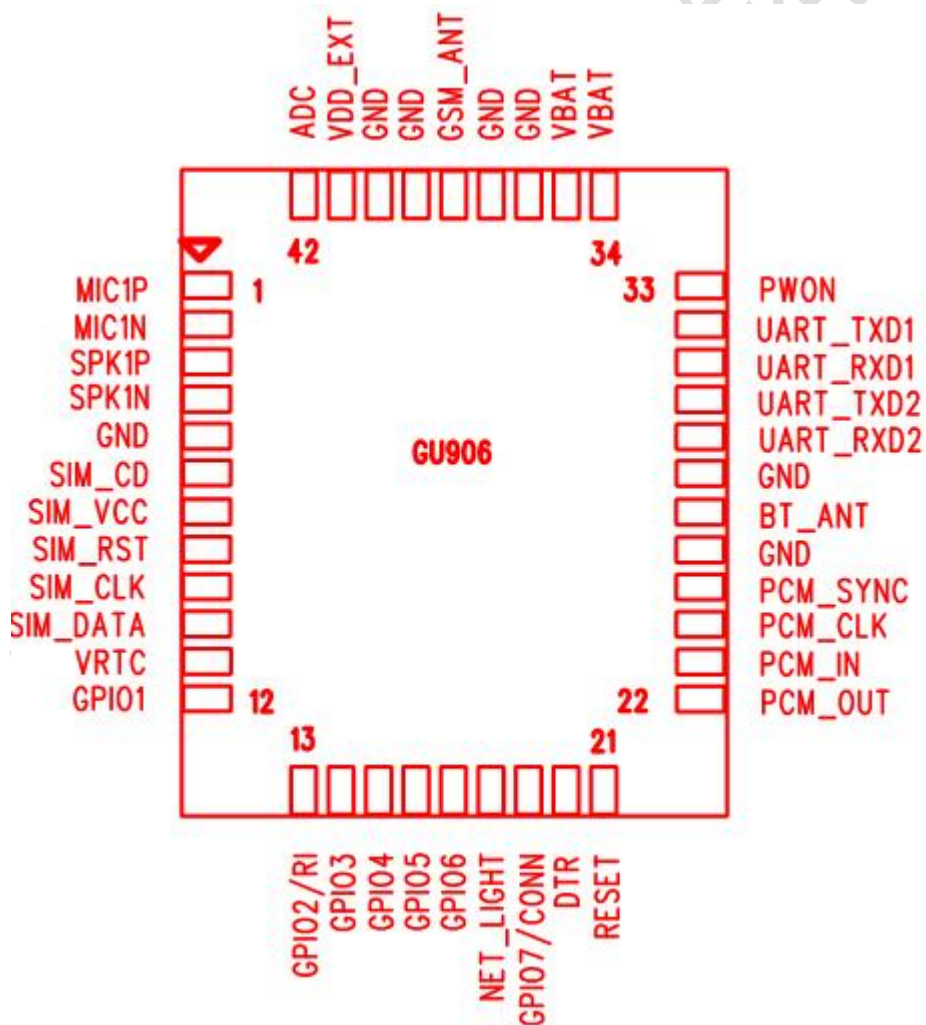 ADC
VDD_EXT
GND
GND
GSM_ANT
GND
GND
VBAT
VBAT
42
34
MIC1P
1
33
PWON
MIC1N
UART_TXD1
SPK1P
UART_RXD1
SPK1N
UART_TXD2
GND
UART_RXD2
GU906
SIM_CD
GND
SIM_VCC
BT_ANT
SIM_RST
GND
SIM_CLK
PCM_SYNC
SIM_DATA
PCM_CLK
VRTC
PCM_IN
GPIO1
12
22
PCM_OUT
13
21
GPIO2/RI
GPIO3
GPIO4
GPIO5
GPIO6
NET_LIGHT
GPIO7/CONN
DTR
RESET